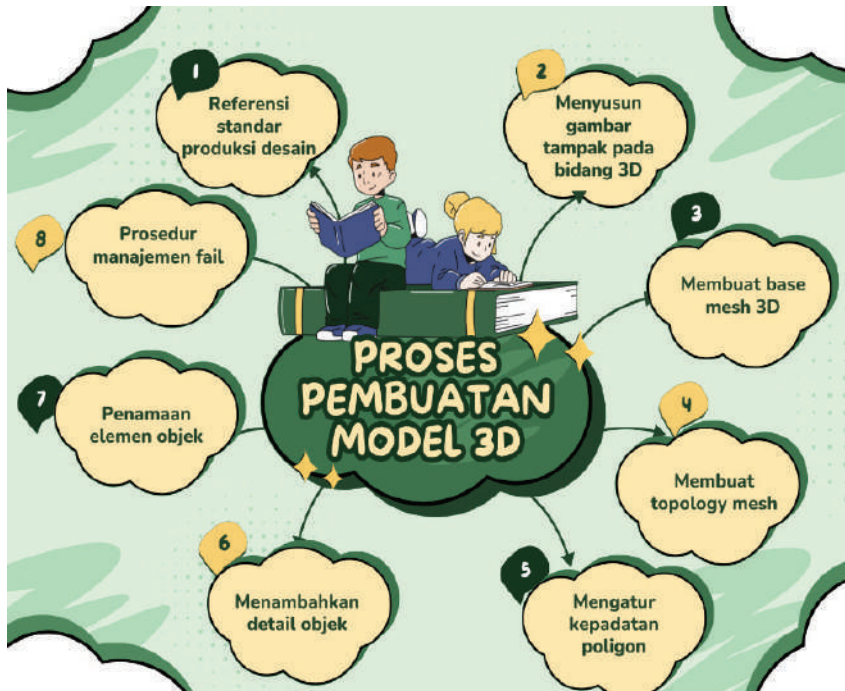 PROSES
PEMBUATAN
MODEL 3D
1
Referensi
standar
produksi desain
2
Menyusun
gambar
tampak pada
bidang 3D
3
Membuat base
mesh 3D
4
Membuat
topology mesh
5
Mengatur
kepadatan
poligon
6
Menambahkan
detail objek
7
Penamaan
elemen objek
8
Prosedur
manajemen fail